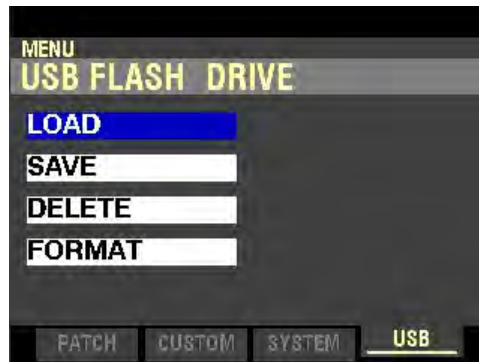 MENU
USB FLASH DRIVE
LOAD
SAVE
DELETE
FORMAT
PATCH CUSTOM SYSTEM USB